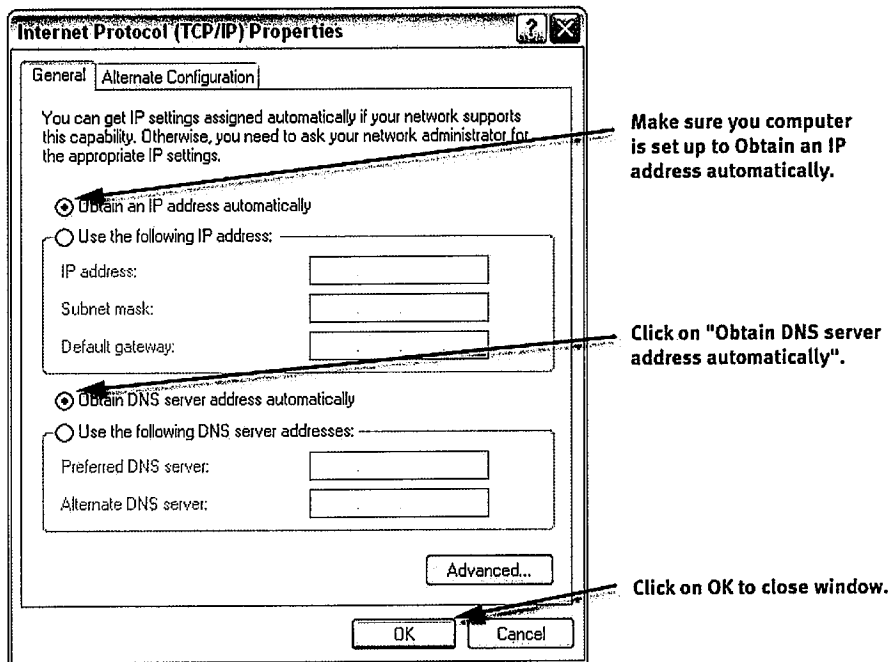 Internet Protocol (TCP/IP) Properties
General
Alternate Configuration
You can get IP settings assigned automatically if your network supports
this capability. Otherwise, you need to ask your network administrator for
the appropriate IP settings.
Obtain an IP address automatically
Use the following IP address:
IP address:
Subnet mask:
Default gateway:
Obtain DNS server address automatically
Use the following DNS server addresses:
Preferred DNS server:
Alternate DNS server:
Advanced...
OK
Cancel
Make sure you computer
is set up to Obtain an IP
address automatically.
Click on "Obtain DNS server
address automatically".
Click on OK to close window.